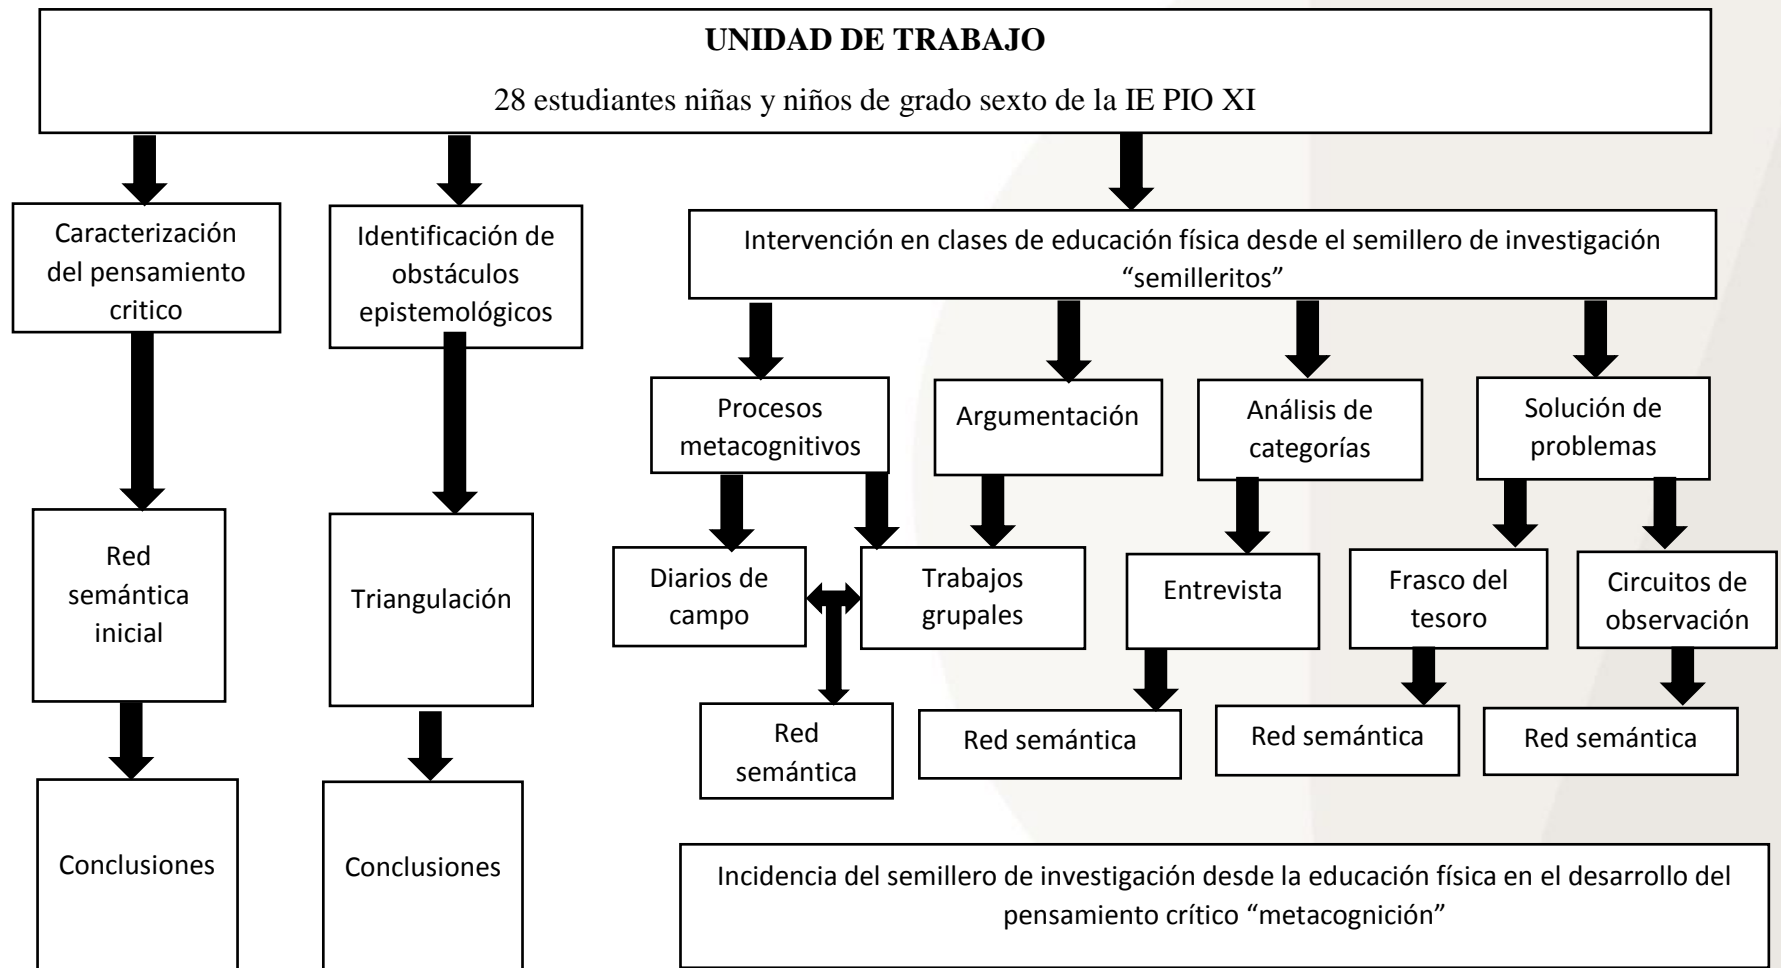 UNIDAD DE TRABAJO
28 estudiantes niñas y niños de grado sexto de la IE PIO XI
Caracterización
del pensamiento
critico
Identificación de
obstáculos
epistemológicos
Intervención en clases de educación física desde el semillero de investigación
“semilleritos”
Procesos
metacognitivos
Argumentación
Análisis de
categorías
Solución de
problemas
Red
semántica
inicial
Triangulación
Diarios de
campo
Trabajos
grupales
Entrevista
Frasco del
tesoro
Circuitos de
observación
Red
semántica
Red semántica
Red semántica
Red semántica
Conclusiones
Conclusiones
Incidencia del semillero de investigación desde la educación física en el desarrollo del
pensamiento crítico “metacognición”